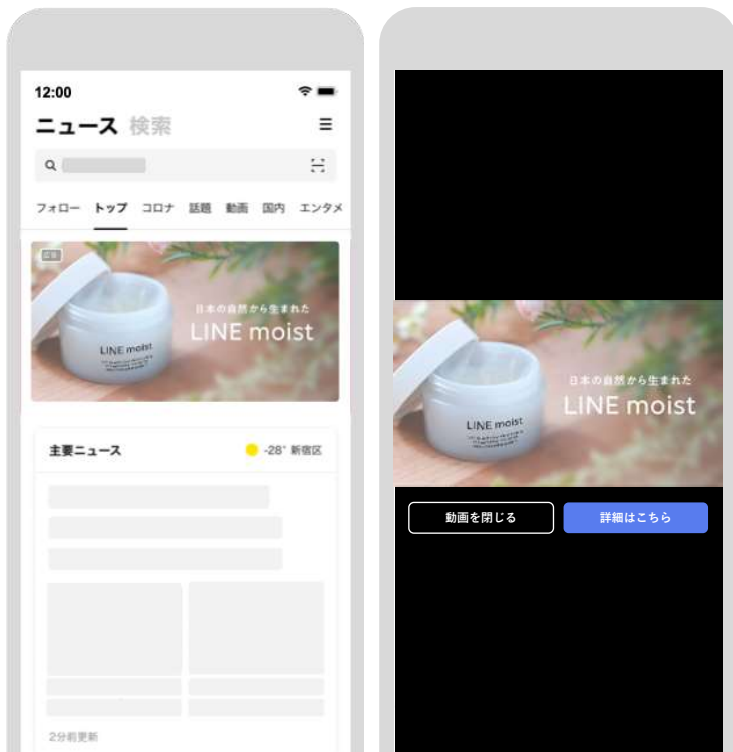 12:00
ニュース 検索
フォロー トップ コロナ 話題 動画 国内 エンタメ
広告
日本の自然から生まれた
LINE moist
LINE moist
主要ニュース
-28° 新宿区
2分前更新
日本の自然から生まれた
LINE moist
LINE moist
動画を閉じる
詳細はこちら